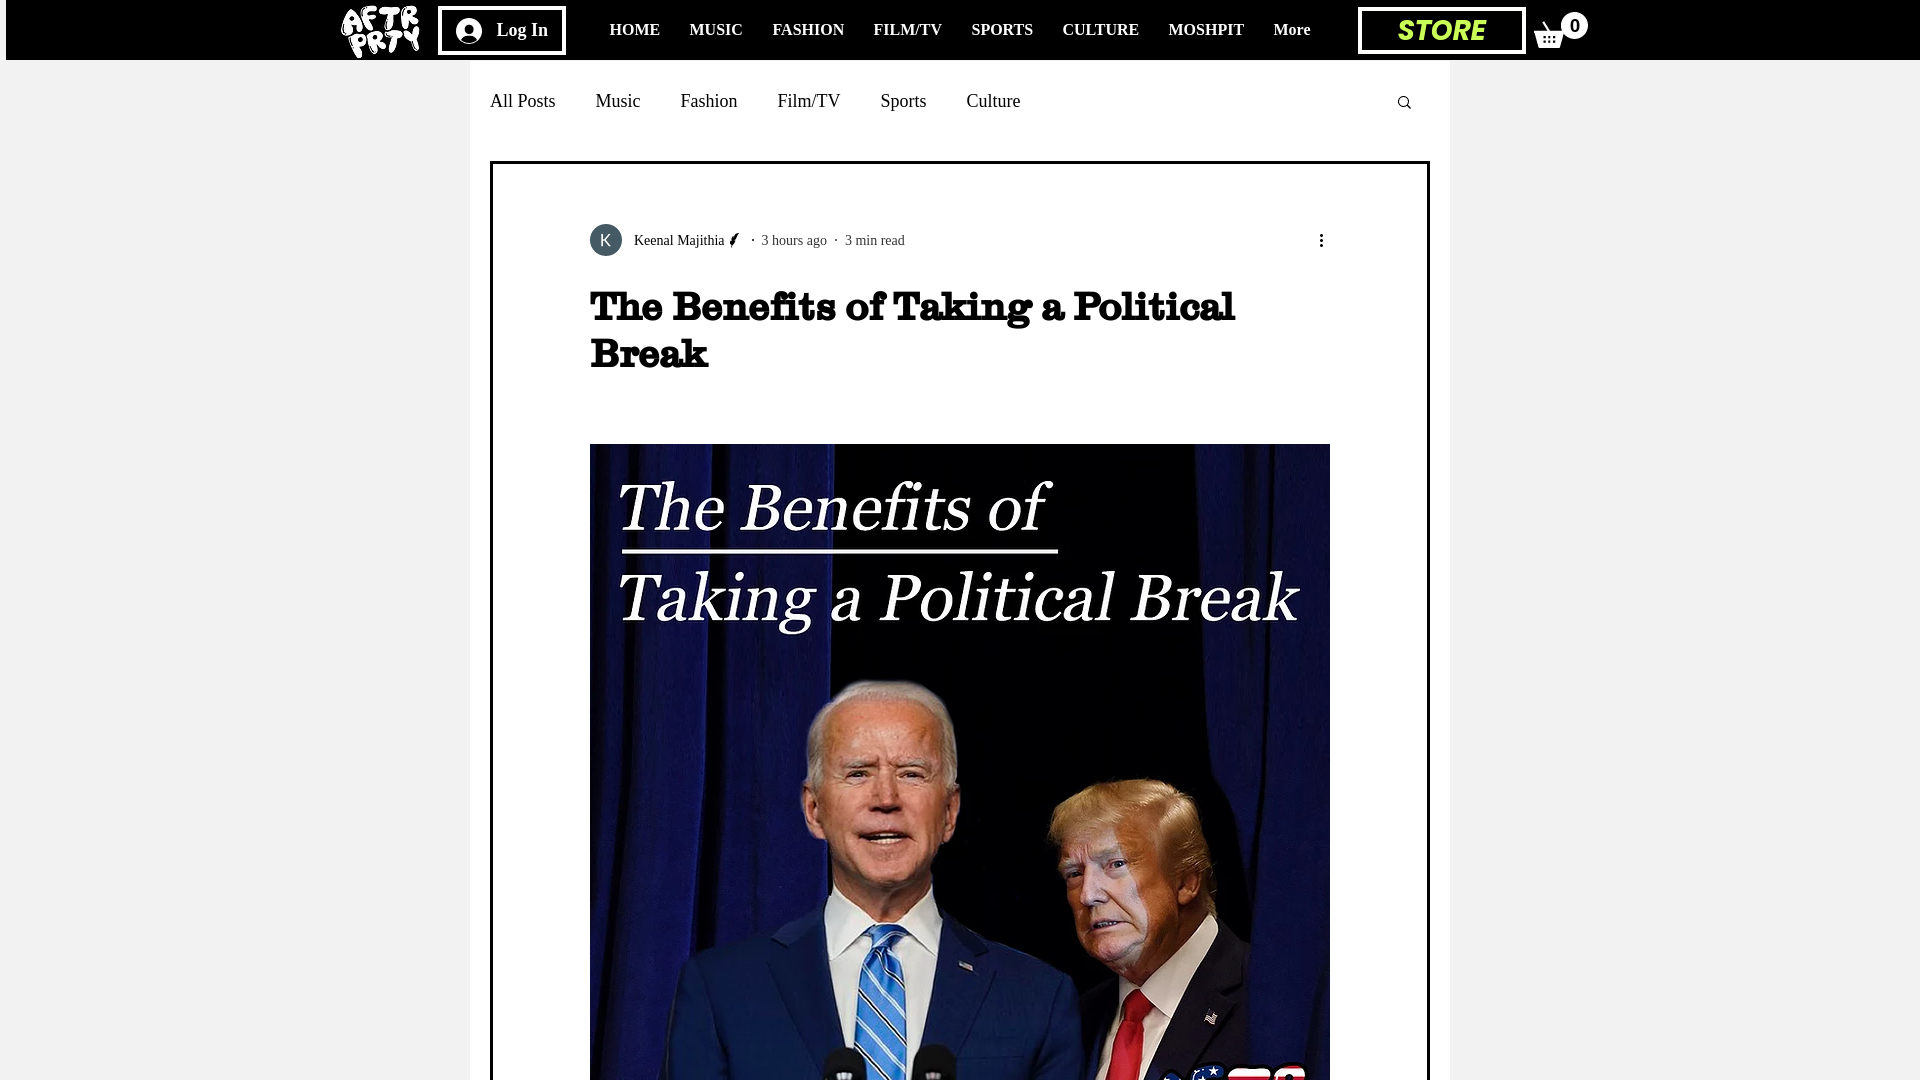 AFTR
PRTY
Log In
HOME MUSIC FASHION FILM/TV SPORTS CULTURE MOSHPIT More
STORE
0
All Posts Music Fashion Film/TV Sports Culture
K
Keenal Majithia · 3 hours ago · 3 min read
The Benefits of Taking a Political
Break
The Benefits of
Taking a Political Break